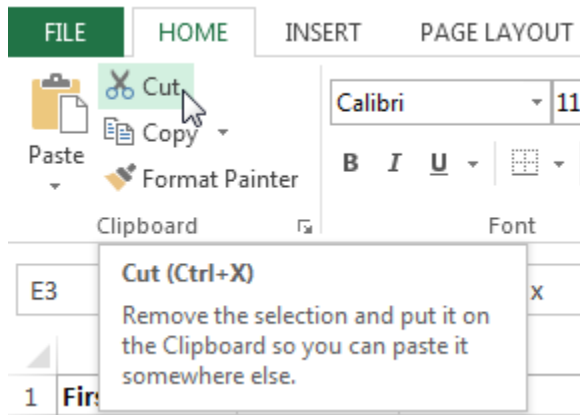 FILE HOME INSERT PAGE LAYOUT
Cut
Copy
Paste
Format Painter
Calibri 11
B I U
Clipboard Font
E3 x
Cut (Ctrl+X)
Remove the selection and put it on
the Clipboard so you can paste it
somewhere else.
1